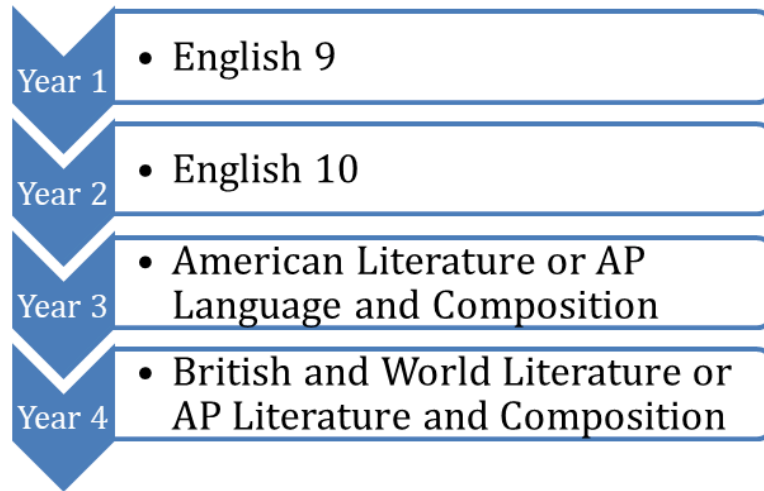 Year 1
• English 9
Year 2
• English 10
Year 3
• American Literature or AP
Language and Composition
Year 4
• British and World Literature or
AP Literature and Composition